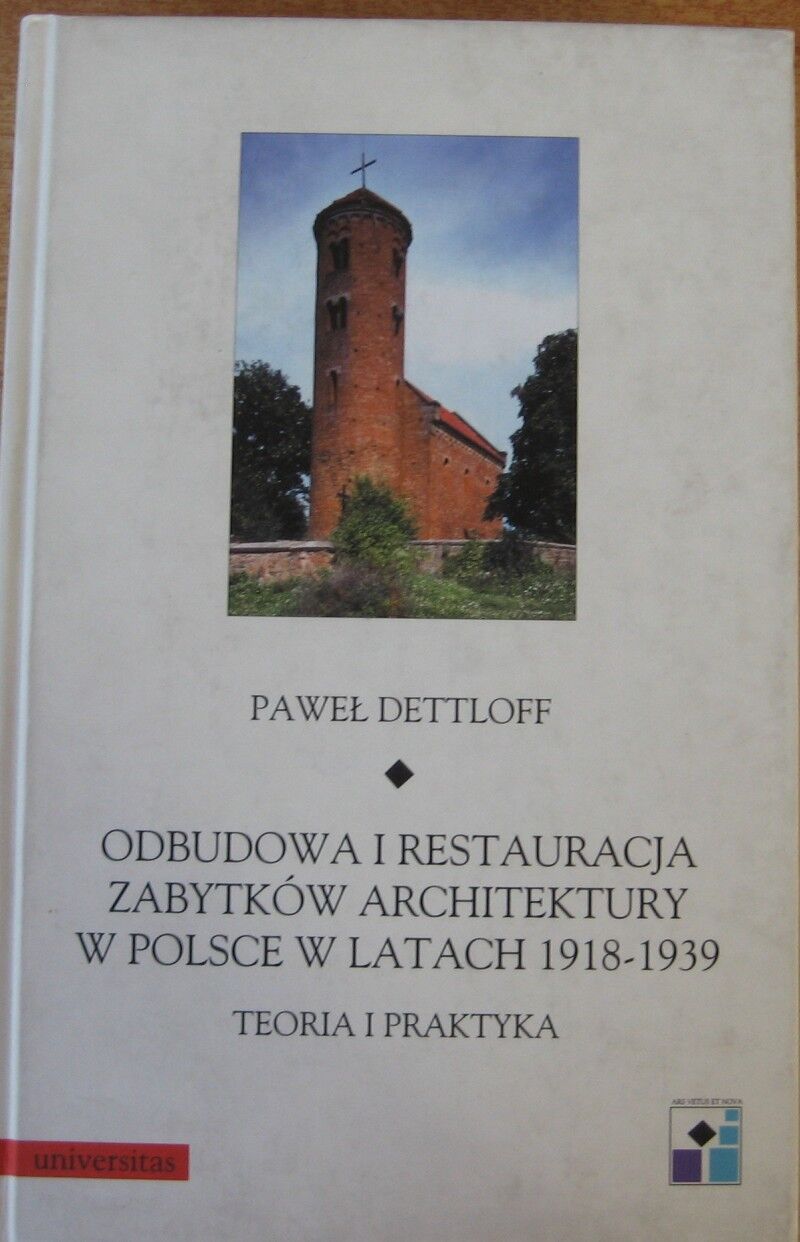 PAWEŁ DETTLOFF
ODBUDOWA I RESTAURACJA
ZABYTKÓW ARCHITEKTURY
W POLSCE W LATACH 1918-1939
TEORIA I PRAKTYKA
ARS VETUS ET NOVA
universitas